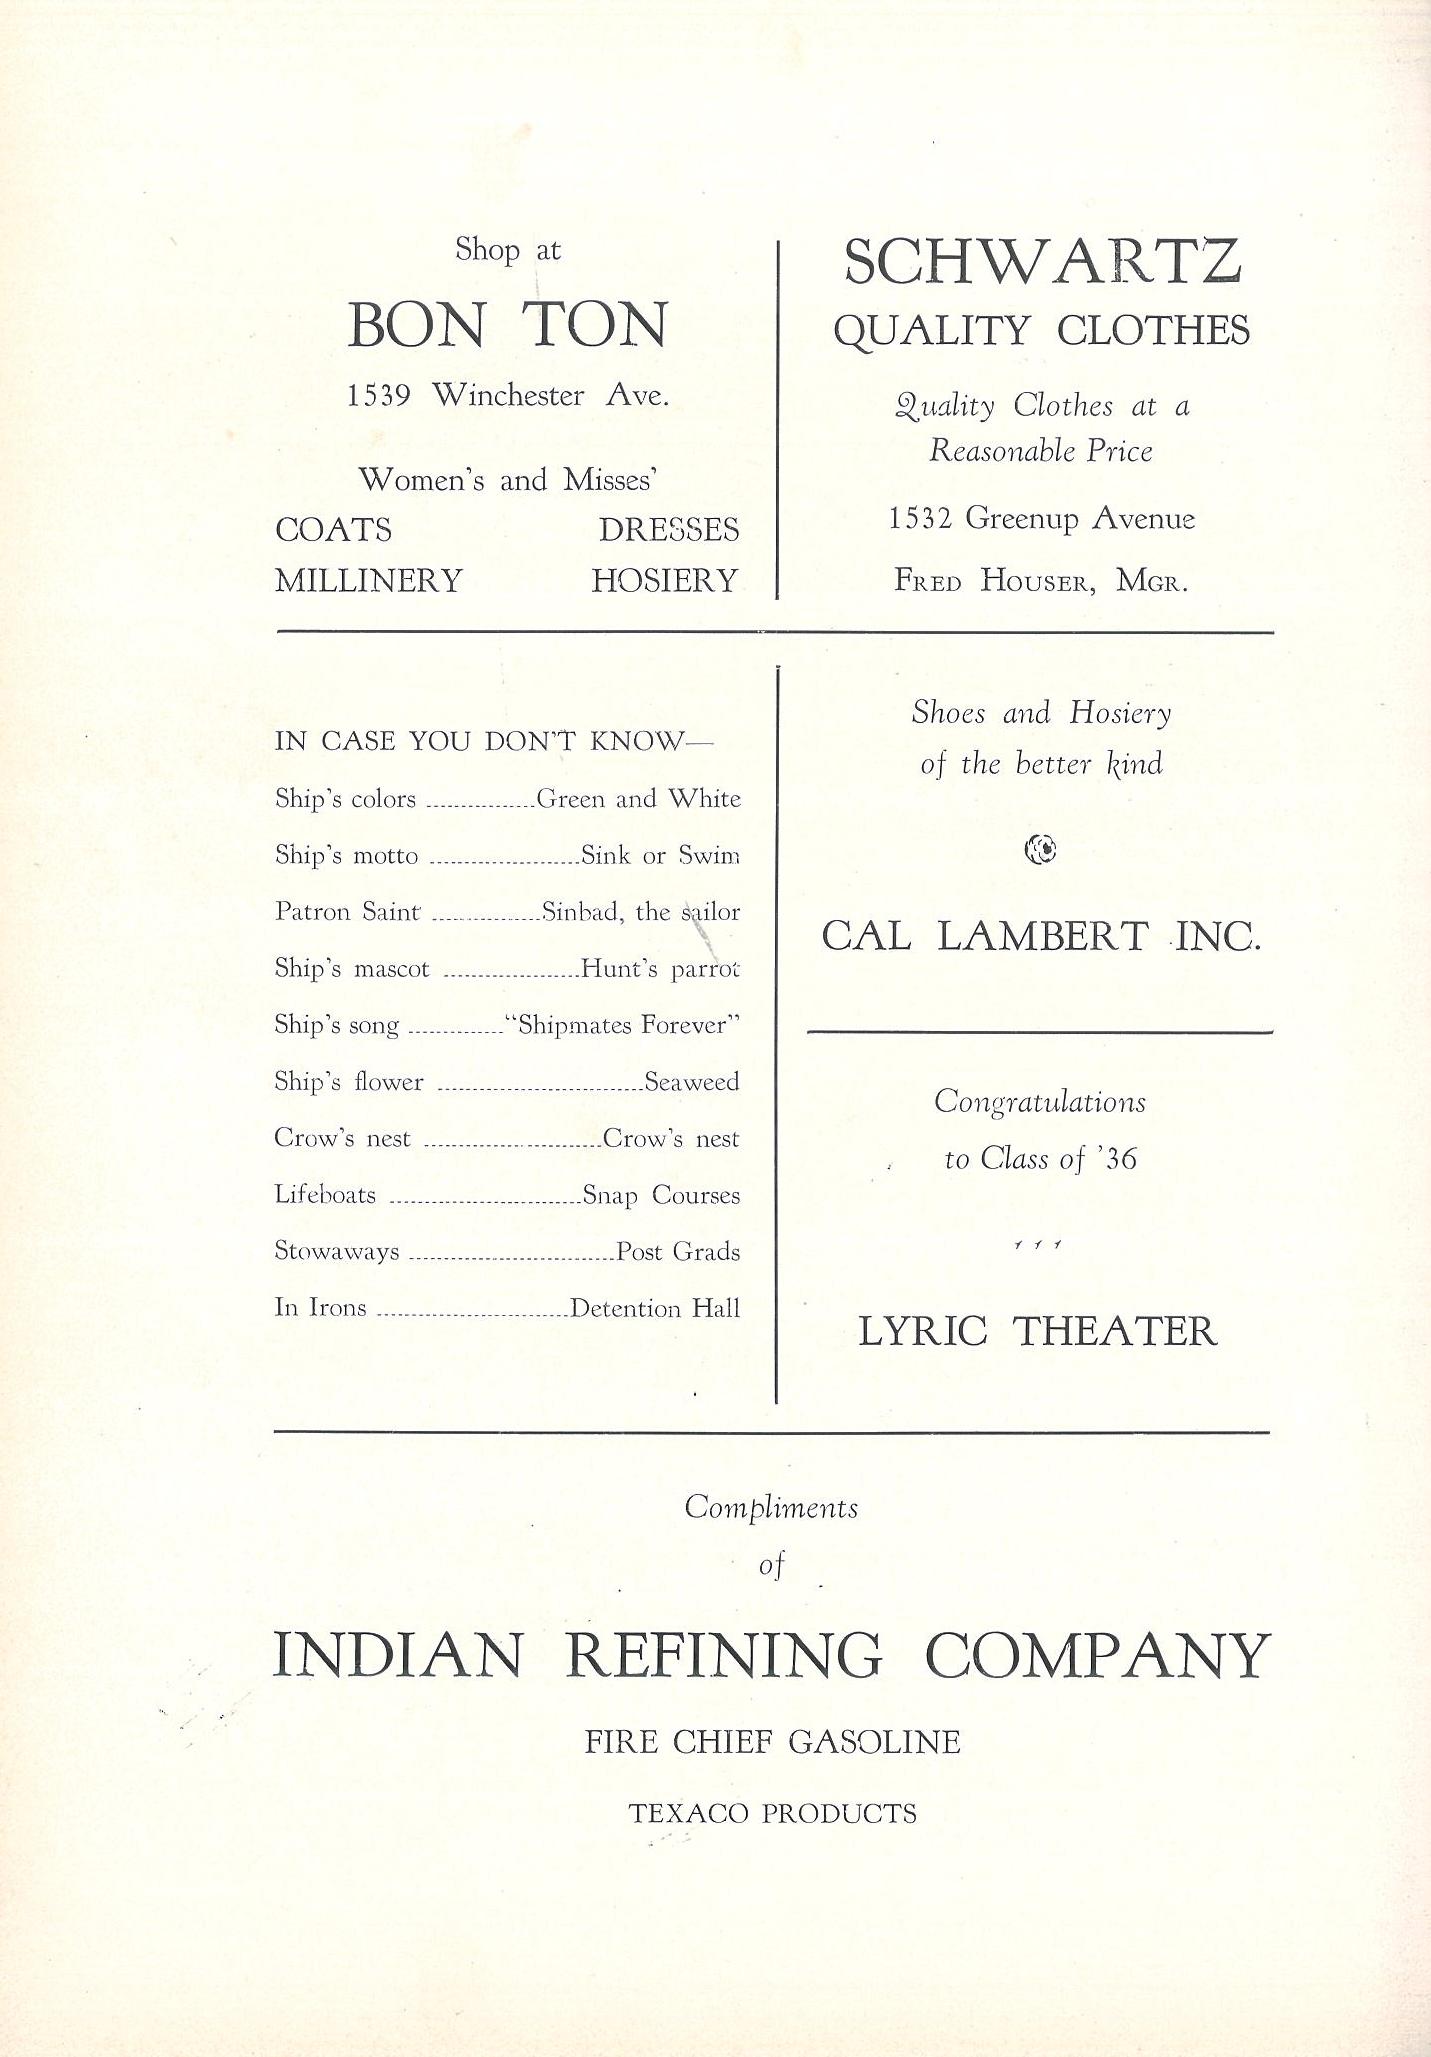 Shop at
BON TON
1539 Winchester Ave.
Women's and Misses'
COATS DRESSES
MILLINERY HOSIERY
SCHWARTZ
QUALITY CLOTHES
Quality Clothes at a
Reasonable Price
1532 Greenup Avenue
FRED HOUSER, MGR.
IN CASE YOU DON'T KNOW—
Ship's colors ................Green and White
Ship's motto ......................Sink or Swim
Patron Saint ................Sinbad, the sailor
Ship's mascot ....................Hunt's parrot
Ship's song ..............“Shipmates Forever”
Ship's flower ..............................Seaweed
Crow's nest ..........................Crow's nest
Lifeboats ............................Snap Courses
Stowaways ..............................Post Grads
In Irons ............................Detention Hall
Shoes and Hosiery
of the better kind
CAL LAMBERT INC.
Congratulations
to Class of '36
LYRIC THEATER
Compliments
of
INDIAN REFINING COMPANY
FIRE CHIEF GASOLINE
TEXACO PRODUCTS